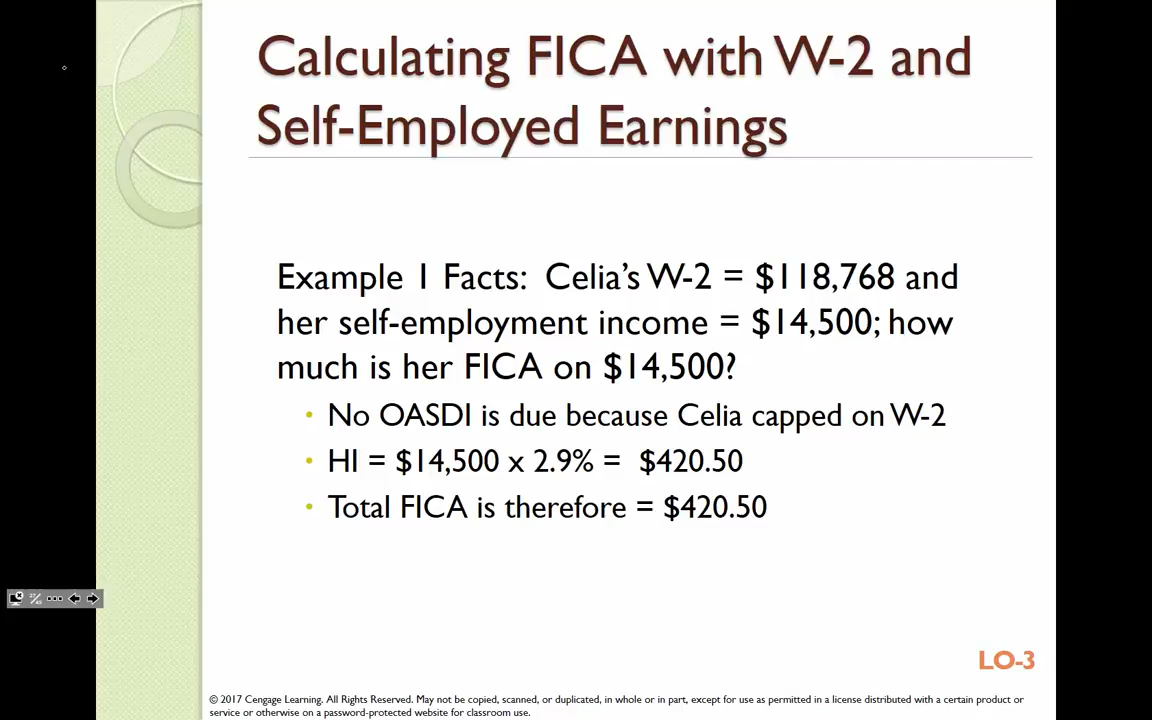 Calculating FICA with W-2 and
Self-Employed Earnings
Example 1 Facts:  Celia's W-2 = $118,768 and
her self-employment income = $14,500; how
much is her FICA on $14,500?
• No OASDI is due because Celia capped on W-2
• HI = $14,500 x 2.9% =  $420.50
• Total FICA is therefore = $420.50
LO-3
© 2017 Cengage Learning. All Rights Reserved. May not be copied, scanned, or duplicated, in whole or in part, except for use as permitted in a license distributed with a certain product or
service or otherwise on a password-protected website for classroom use.